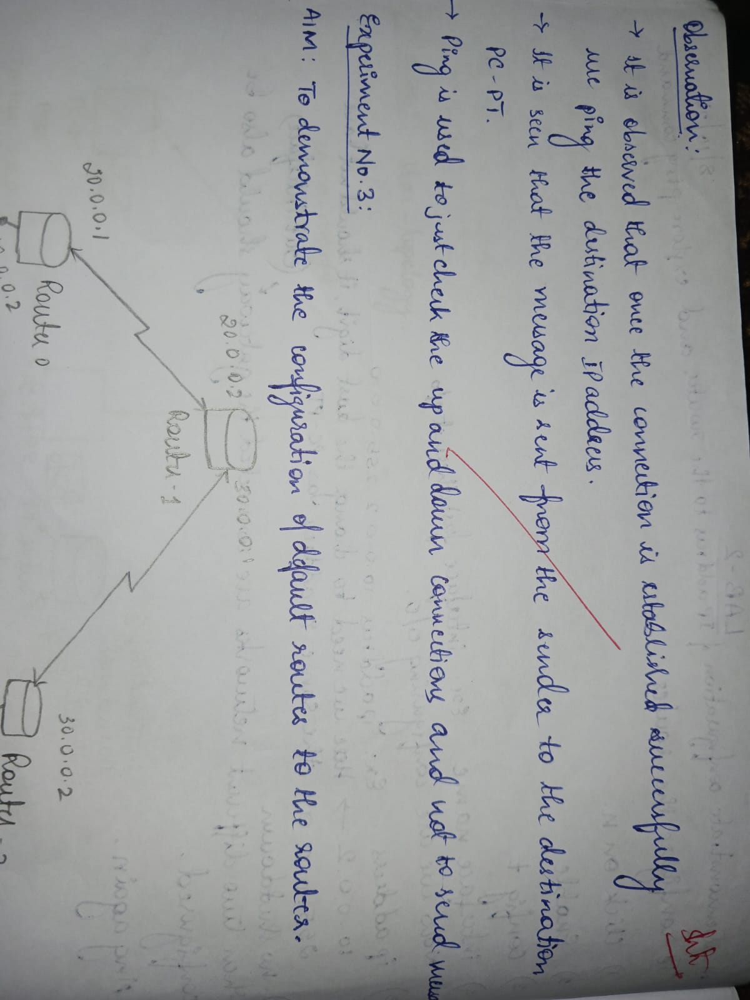 Observation:
→ It is observed that once the connection is established successfully
we ping the destination IP address.
→ It is seen that the message is sent from the sender to the destination
PC-PT.
→ Ping is used to just check the up and down connections and not to send mess
Experiment No. 3:
AIM: To demonstrate the configuration of default routes to the router.
20.0.0.2
30.0.0.1
Router-1
20.0.0.1
30.0.0.2
Router 0
Router-
0.0.2